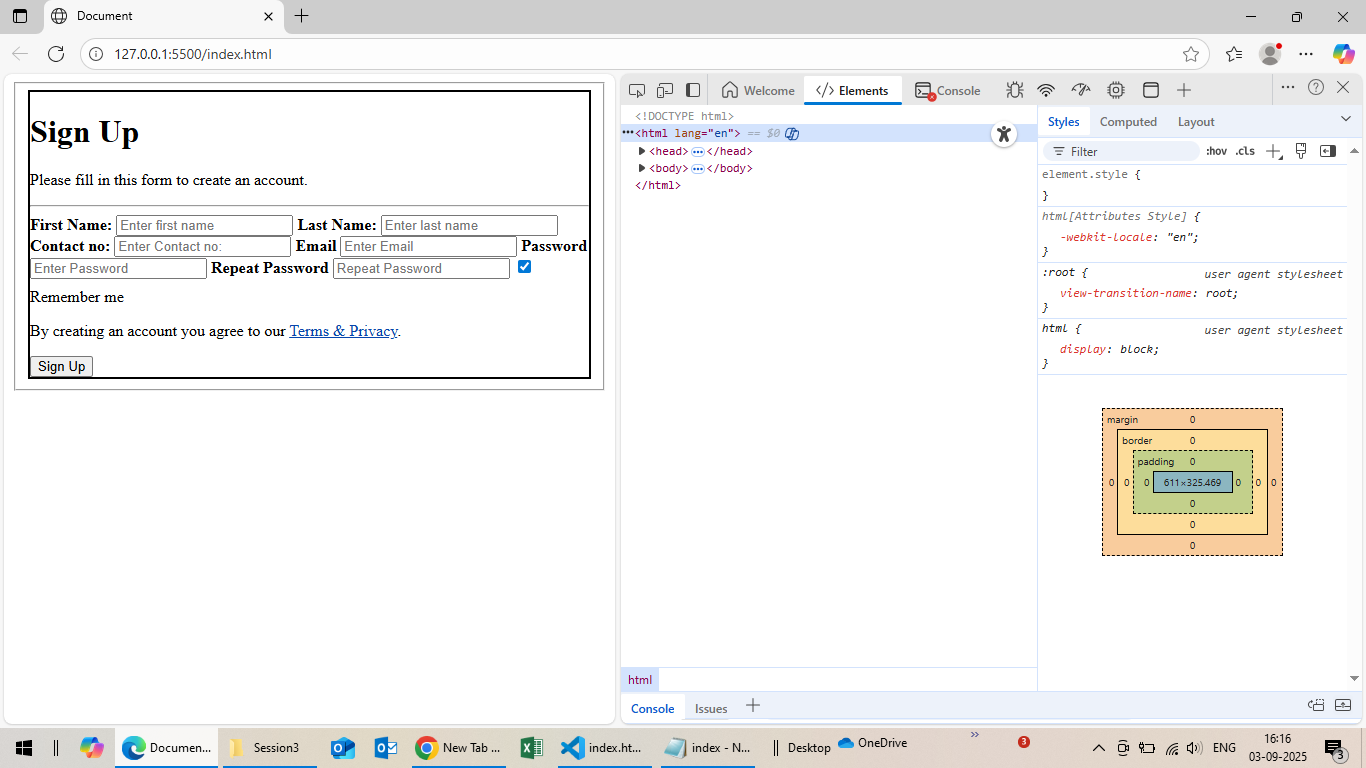 Document
127.0.0.1:5500/index.html
Sign Up
Please fill in this form to create an account.
First Name: Enter first name Last Name: Enter last name
Contact no: Enter Contact no: Email Enter Email Password
Enter Password Repeat Password Repeat Password
Remember me
By creating an account you agree to our Terms & Privacy.
Sign Up
Welcome Elements Console
<!DOCTYPE html>
<html lang="en"> == $0
<head> </head>
<body> </body>
</html>
html
Console Issues
Styles Computed Layout
Filter :hov .cls
element.style {
}
html[Attributes Style] {
-webkit-locale: "en";
}
:root { user agent stylesheet
view-transition-name: root;
}
html { user agent stylesheet
display: block;
}
margin 0
border 0
padding 0
0 0 0 611×325.469 0 0 0
0
0
0
Documen... Session3 New Tab ... index.ht... index - N... Desktop OneDrive 3 ENG 16:16
03-09-2025 3